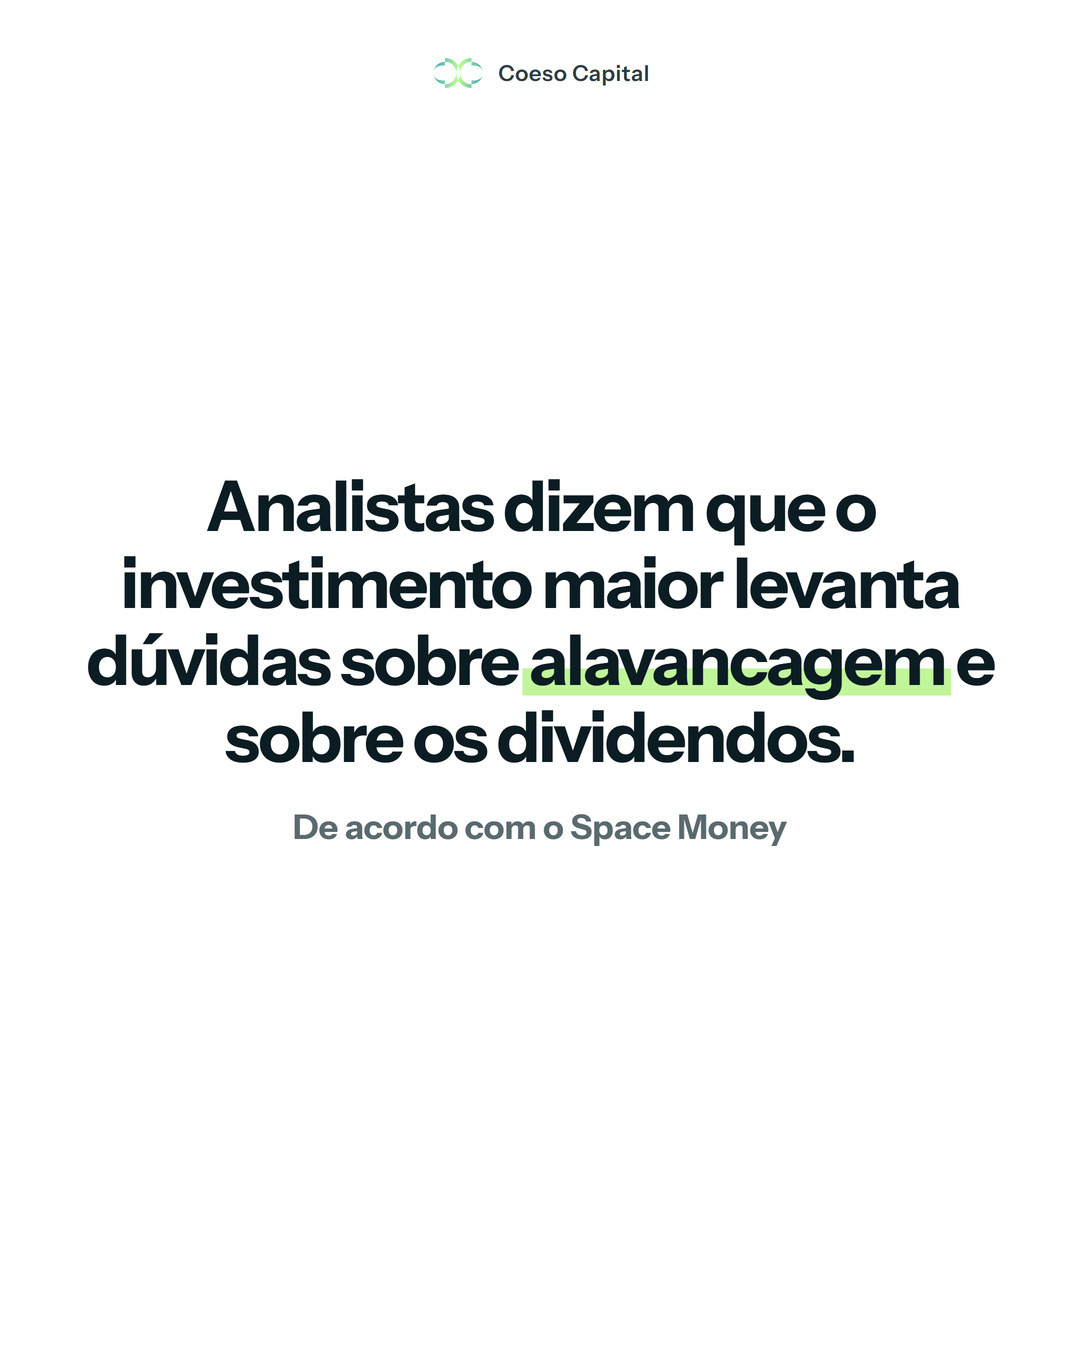 Coeso Capital
Analistas dizem que o
investimento maior levanta
dúvidas sobre alavancagem e
sobre os dividendos.
De acordo com o Space Money